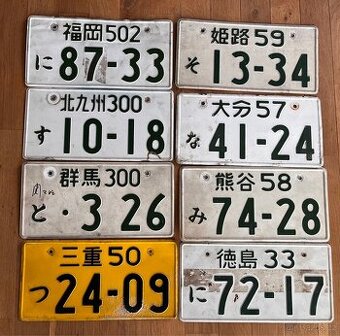 福岡 502
に 87-33
姫路 59
そ 13-34
北九州 300
す 10-18
大分 57
な 41-24
群馬 300
と ・3 26
熊谷 58
み 74-28
三重 50
つ 24-09
徳島 33
に 72-17